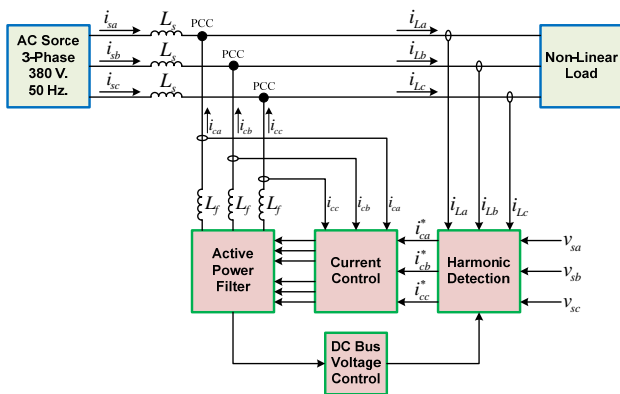 AC Sorce
3-Phase
380 V.
50 Hz.
i_sa
i_sb
i_sc
L_s
L_s
L_s
PCC
PCC
PCC
i_La
i_Lb
i_Lc
Non-Linear
Load
i_ca
i_cb
i_cc
L_f
L_f
L_f
i_cc
i_cb
i_ca
i_La
i_Lb
i_Lc
Active
Power
Filter
Current
Control
i*_ca
i*_cb
i*_cc
Harmonic
Detection
v_sa
v_sb
v_sc
DC Bus
Voltage
Control